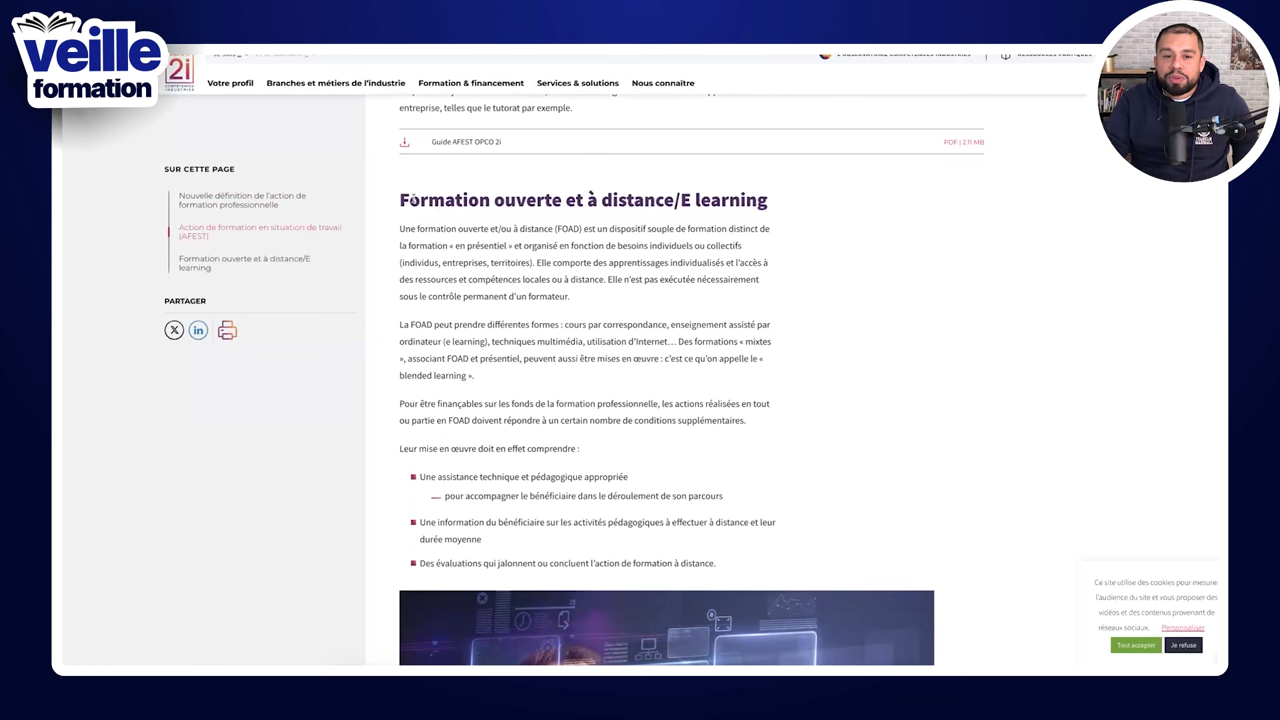 veille
formation
2i
COMPÉTENCES
INDUSTRIES
L'OBSERVATOIRE COMPÉTENCES INDUSTRIES
RESSOURCES PRATIQUES
Votre profil
Branches et métiers de l'industrie
Formation & financement
Services & solutions
Nous connaitre
entreprise, telles que le tutorat par exemple.
Guide AFEST OPCO 2i
PDF | 2.11 MB
SUR CETTE PAGE
Nouvelle définition de l'action de
formation professionnelle
Action de formation en situation de travail
(AFEST)
Formation ouverte et à distance/E
learning
PARTAGER
Formation ouverte et à distance/E learning
Une formation ouverte et/ou à distance (FOAD) est un dispositif souple de formation distinct de
la formation « en présentiel » et organisé en fonction de besoins individuels ou collectifs
(individus, entreprises, territoires). Elle comporte des apprentissages individualisés et l'accès à
des ressources et compétences locales ou à distance. Elle n'est pas exécutée nécessairement
sous le contrôle permanent d'un formateur.
La FOAD peut prendre différentes formes : cours par correspondance, enseignement assisté par
ordinateur (e learning), techniques multimédia, utilisation d'Internet… Des formations « mixtes
», associant FOAD et présentiel, peuvent aussi être mises en œuvre : c'est ce qu'on appelle le «
blended learning ».
Pour être finançables sur les fonds de la formation professionnelle, les actions réalisées en tout
ou partie en FOAD doivent répondre à un certain nombre de conditions supplémentaires.
Leur mise en œuvre doit en effet comprendre :
Une assistance technique et pédagogique appropriée
pour accompagner le bénéficiaire dans le déroulement de son parcours
Une information du bénéficiaire sur les activités pédagogiques à effectuer à distance et leur
durée moyenne
Des évaluations qui jalonnent ou concluent l'action de formation à distance.
Ce site utilise des cookies pour mesurer
l'audience du site et vous proposer des
vidéos et des contenus provenant de
réseaux sociaux. Personnaliser
Tout accepter
Je refuse